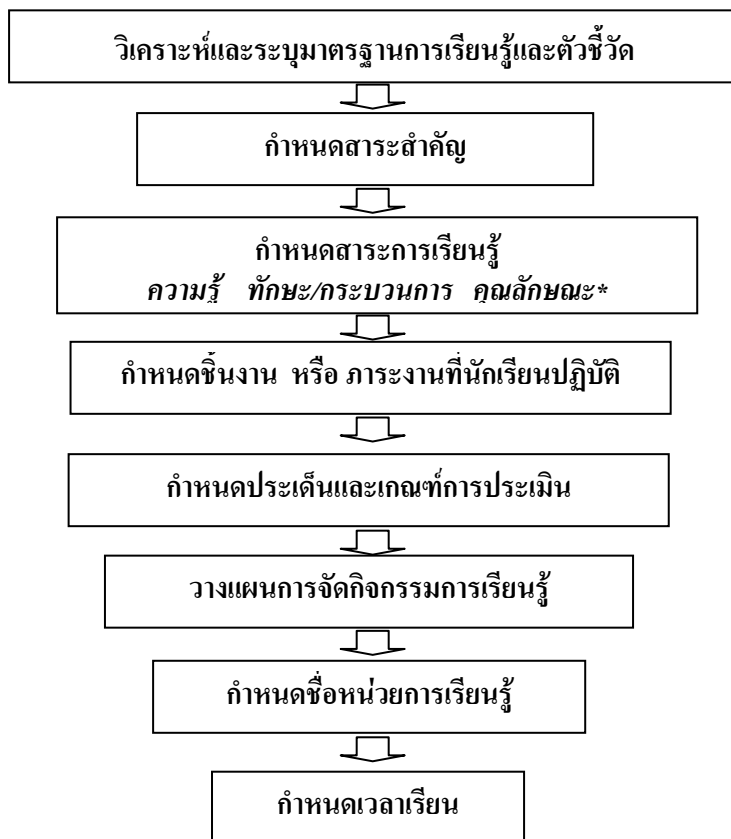 วิเคราะห์และระบุมาตรฐานการเรียนรู้และตัวชี้วัด
กำหนดสาระสำคัญ
กำหนดสาระการเรียนรู้
ความรู้ ทักษะ/กระบวนการ คุณลักษณะ*
กำหนดชิ้นงาน หรือ ภาระงานที่นักเรียนปฏิบัติ
กำหนดประเด็นและเกณฑ์การประเมิน
วางแผนการจัดกิจกรรมการเรียนรู้
กำหนดชื่อหน่วยการเรียนรู้
กำหนดเวลาเรียน